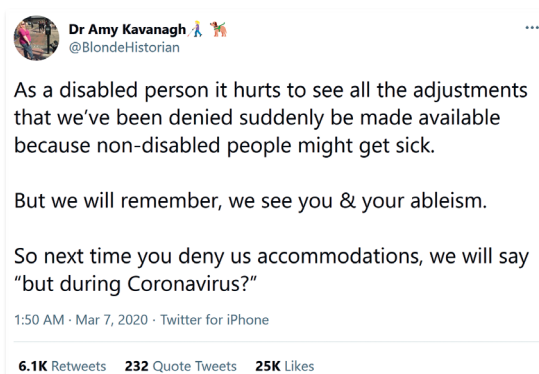 Dr Amy Kavanagh
@BlondeHistorian
As a disabled person it hurts to see all the adjustments
that we’ve been denied suddenly be made available
because non-disabled people might get sick.
But we will remember, we see you & your ableism.
So next time you deny us accommodations, we will say
“but during Coronavirus?”
1:50 AM · Mar 7, 2020 · Twitter for iPhone
6.1K Retweets 232 Quote Tweets 25K Likes